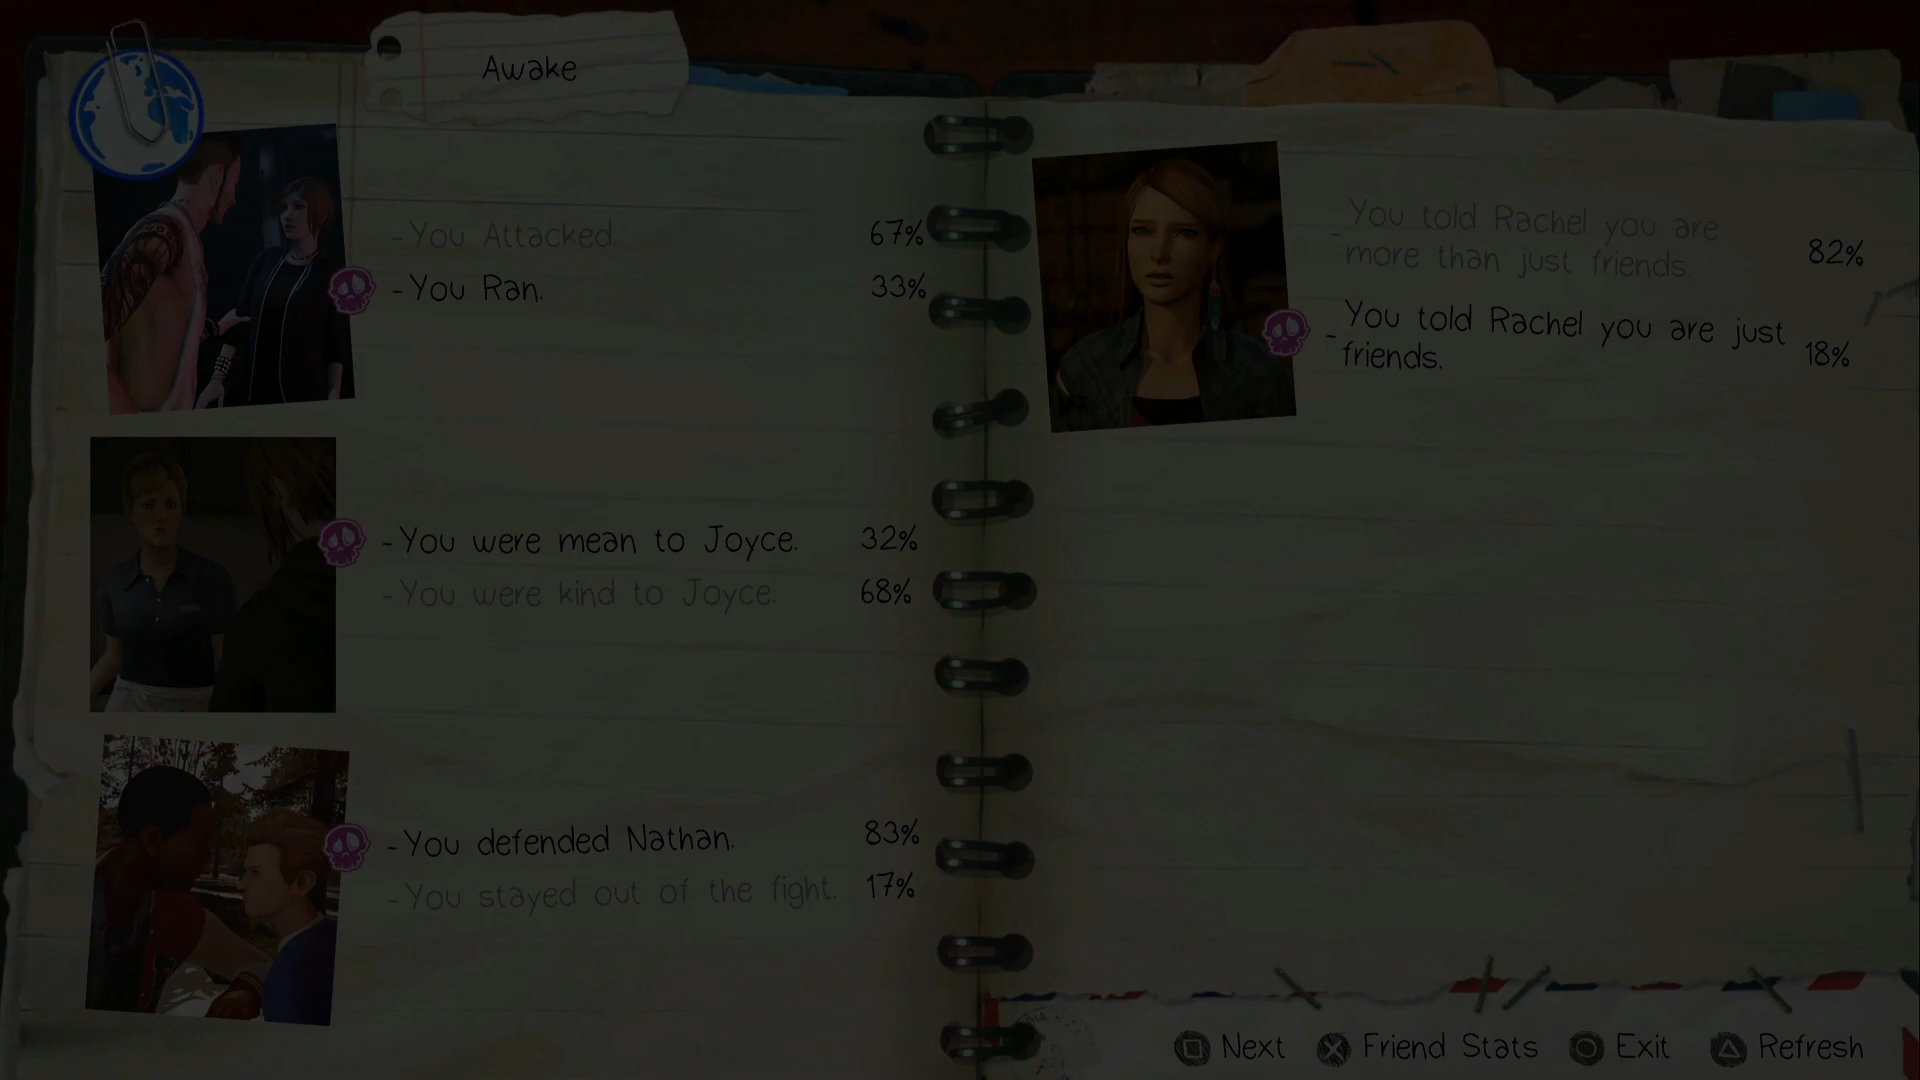 Awake
-You Attacked. 67%
-You Ran. 33%
-You were mean to Joyce. 32%
-You were kind to Joyce. 68%
-You defended Nathan. 83%
-You stayed out of the fight. 17%
-You told Rachel you are
more than just friends. 82%
-You told Rachel you are just
friends. 18%
Next Friend Stats Exit Refresh